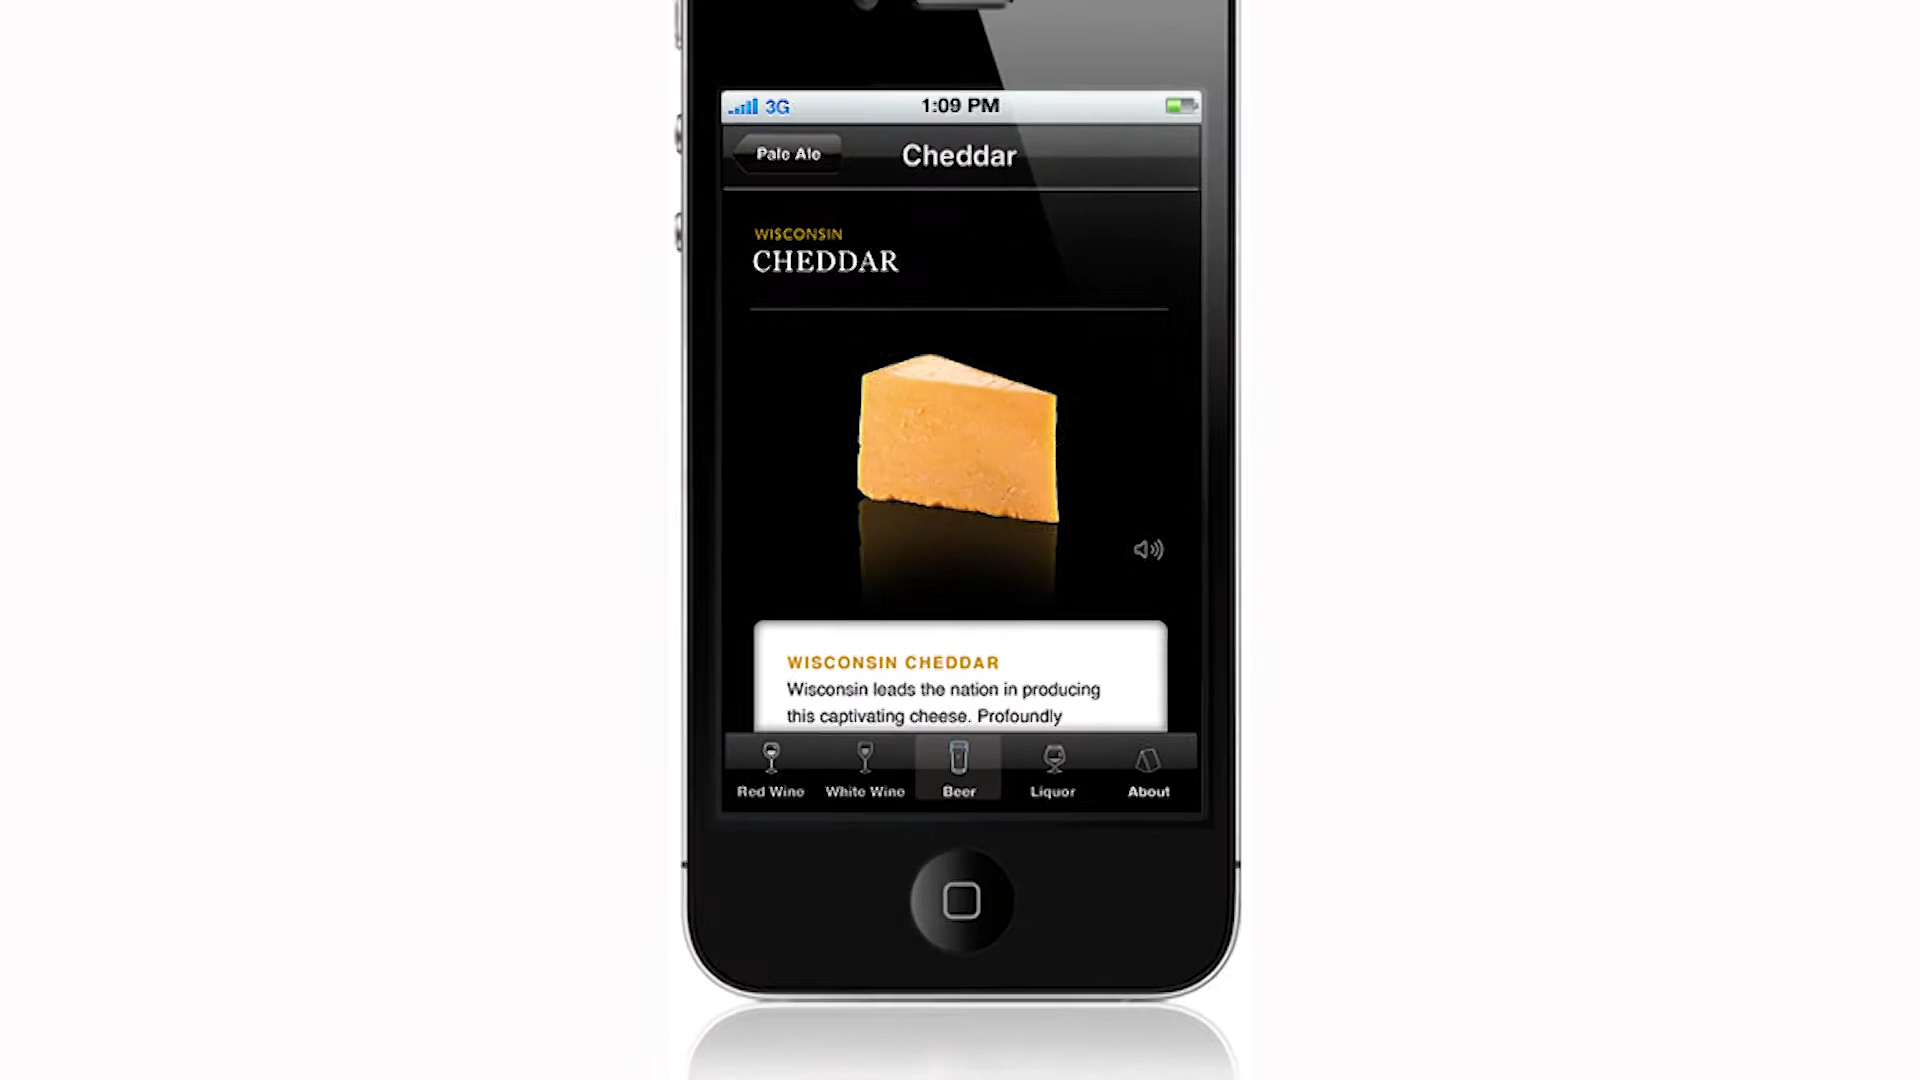 3G 1:09 PM
Pale Ale Cheddar
WISCONSIN
CHEDDAR
WISCONSIN CHEDDAR
Wisconsin leads the nation in producing
this captivating cheese. Profoundly
Red Wine White Wine Beer Liquor About